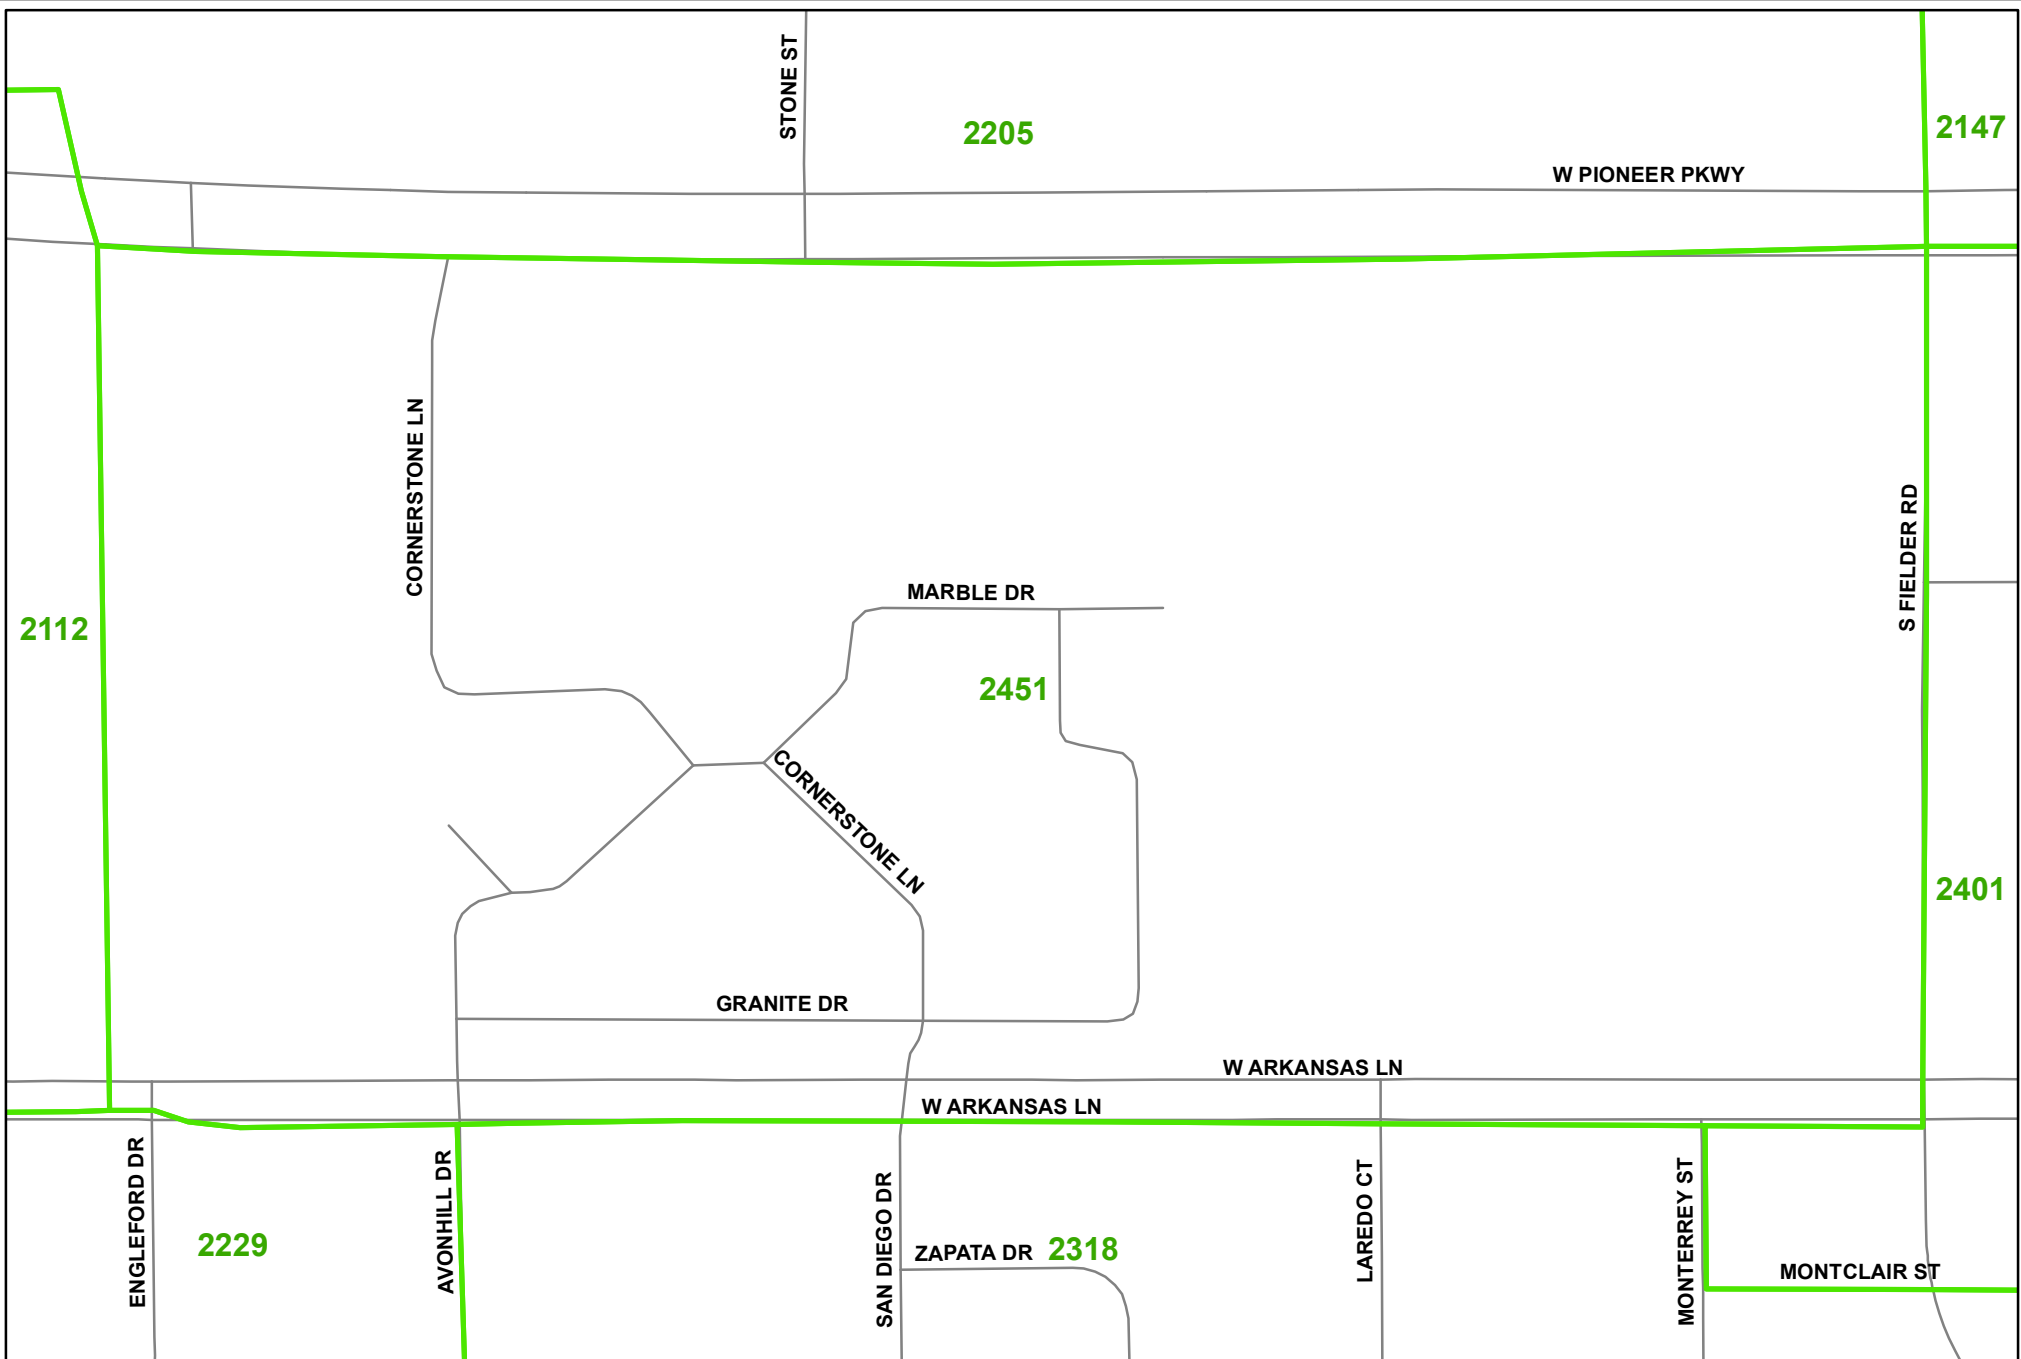 STONE ST
2205
2147
W PIONEER PKWY
CORNERSTONE LN
S FIELDER RD
MARBLE DR
2112
2451
CORNERSTONE LN
2401
GRANITE DR
W ARKANSAS LN
W ARKANSAS LN
ENGLEFORD DR
AVONHILL DR
SAN DIEGO DR
LAREDO CT
MONTERREY ST
2229
ZAPATA DR
2318
MONTCLAIR ST